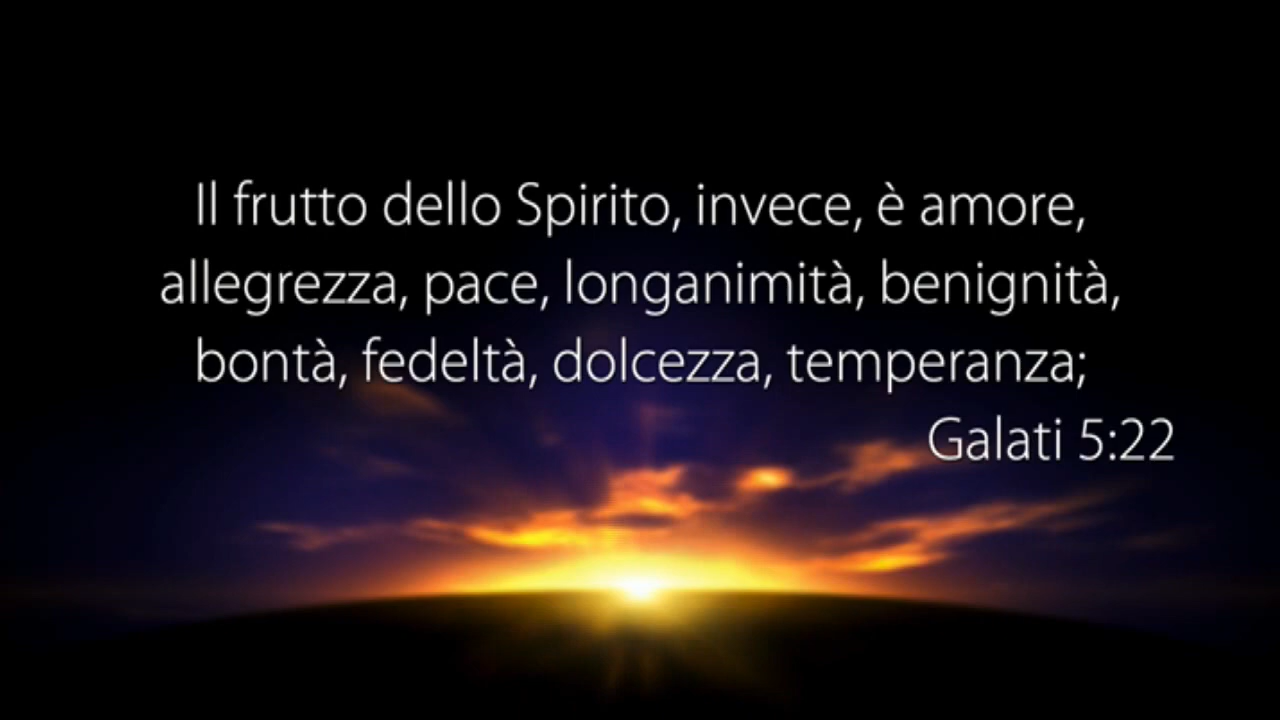 Il frutto dello Spirito, invece, è amore,
allegrezza, pace, longanimità, benignità,
bontà, fedeltà, dolcezza, temperanza;
Galati 5:22